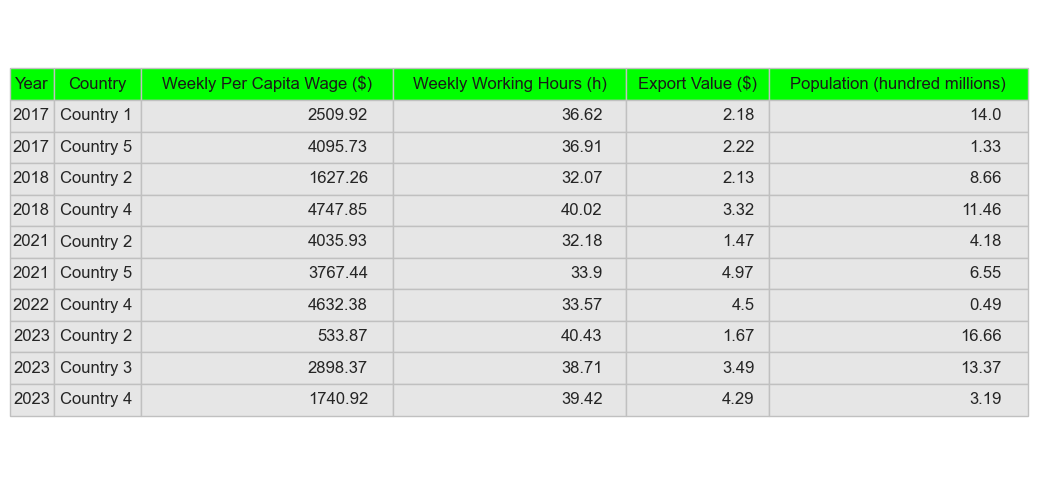 Year Country Weekly Per Capita Wage ($) Weekly Working Hours (h) Export Value ($) Population (hundred millions)
2017 Country 1 2509.92 36.62 2.18 14.0
2017 Country 5 4095.73 36.91 2.22 1.33
2018 Country 2 1627.26 32.07 2.13 8.66
2018 Country 4 4747.85 40.02 3.32 11.46
2021 Country 2 4035.93 32.18 1.47 4.18
2021 Country 5 3767.44 33.9 4.97 6.55
2022 Country 4 4632.38 33.57 4.5 0.49
2023 Country 2 533.87 40.43 1.67 16.66
2023 Country 3 2898.37 38.71 3.49 13.37
2023 Country 4 1740.92 39.42 4.29 3.19